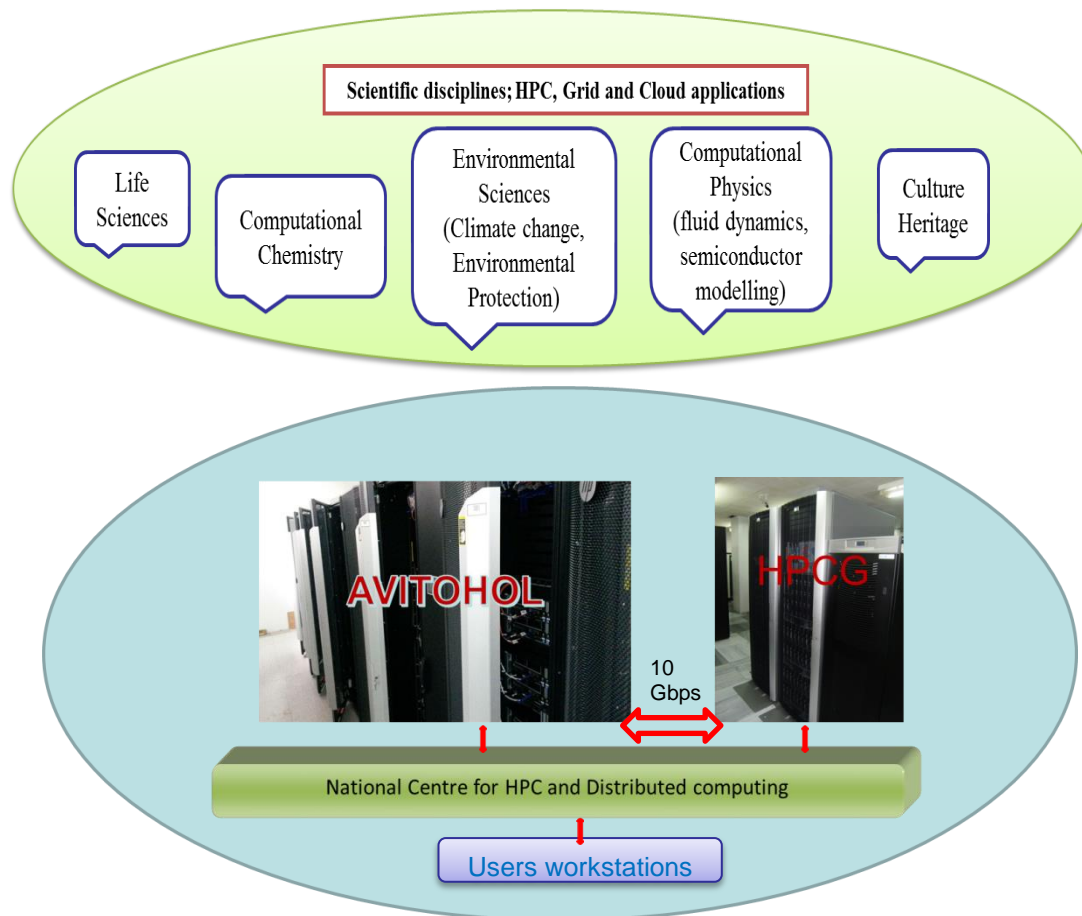 Scientific disciplines; HPC, Grid and Cloud applications
Life
Sciences
Computational
Chemistry
Environmental
Sciences
(Climate change,
Environmental
Protection)
Computational
Physics
(fluid dynamics,
semiconductor
modelling)
Culture
Heritage
AVITOHOL
HPCG
10
Gbps
National Centre for HPC and Distributed computing
Users workstations